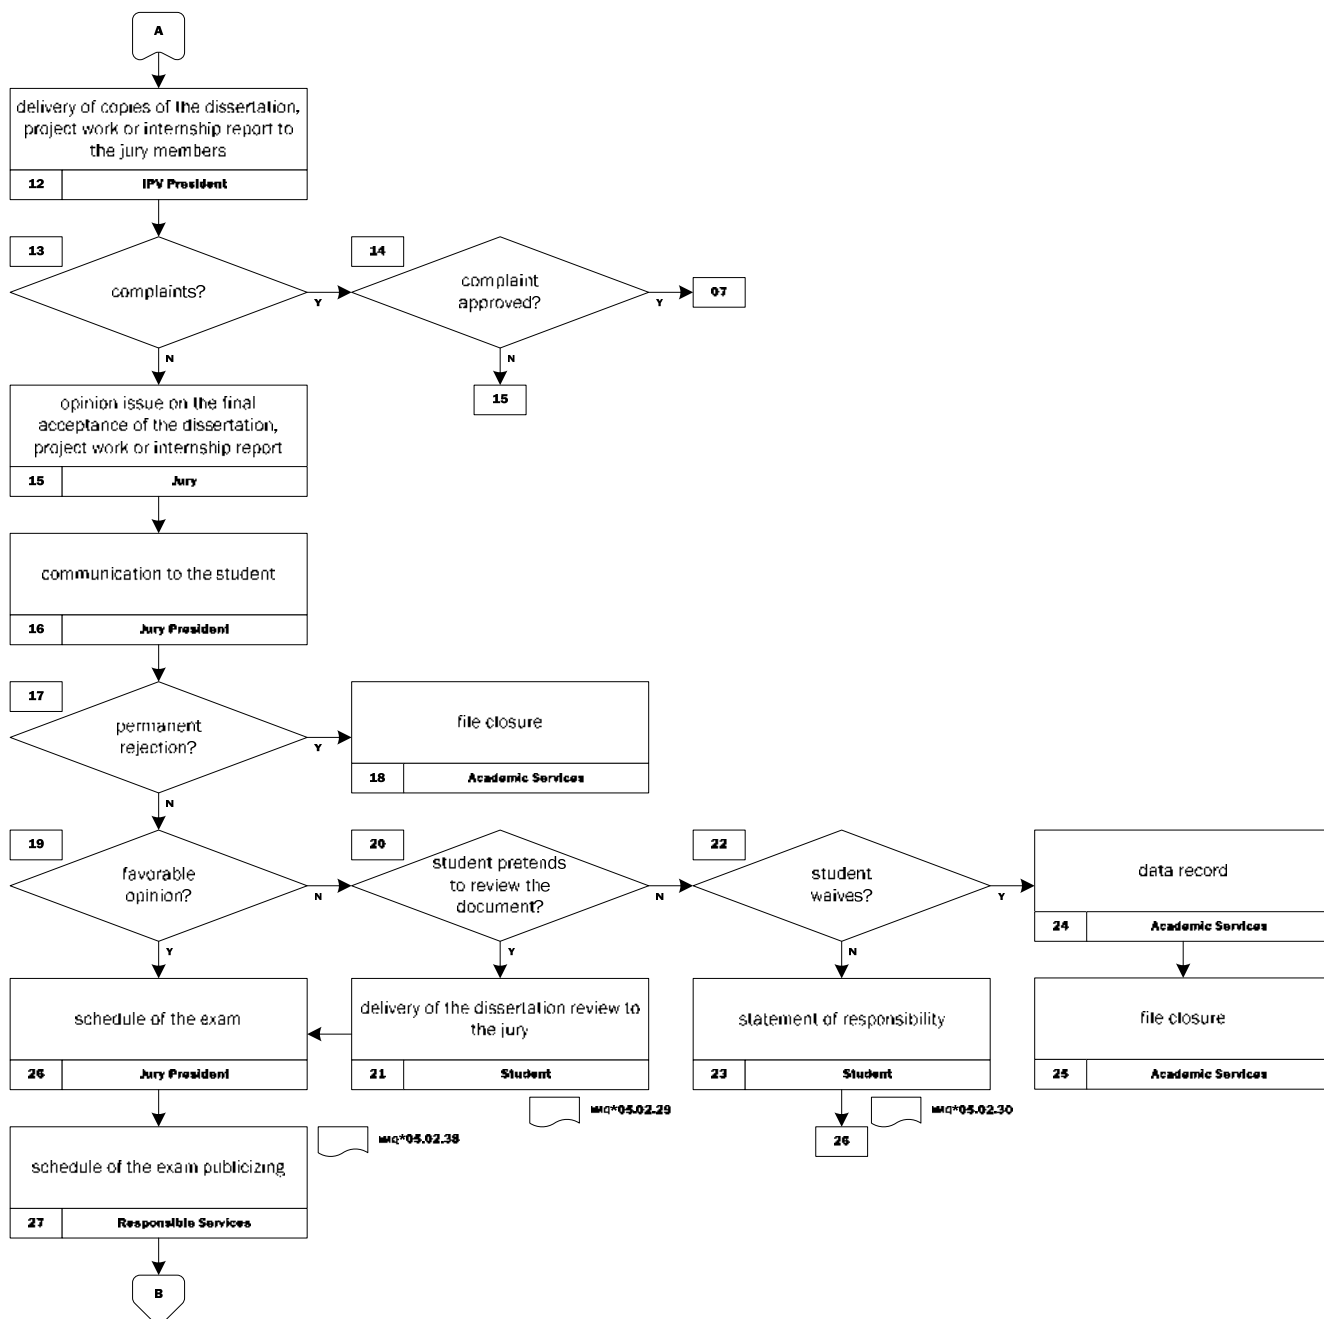 A
delivery of copies of the dissertation,
project work or internship report to
the jury members
12
IPV President
13
complaints?
Y
N
14
complaint
approved?
Y
07
N
15
opinion issue on the final
acceptance of the dissertation,
project work or internship report
15
Jury
communication to the student
16
Jury President
17
permanent
rejection?
Y
N
file closure
18
Academic Services
19
favorable
opinion?
N
Y
20
student pretends
to review the
document?
N
Y
22
student
waives?
Y
N
data record
24
Academic Services
schedule of the exam
26
Jury President
delivery of the dissertation review to
the jury
21
Student
statement of responsibility
23
Student
file closure
25
Academic Services
IMQ*05.02.29
IMQ*05.02.30
26
IMQ*05.02.38
schedule of the exam publicizing
27
Responsible Services
B